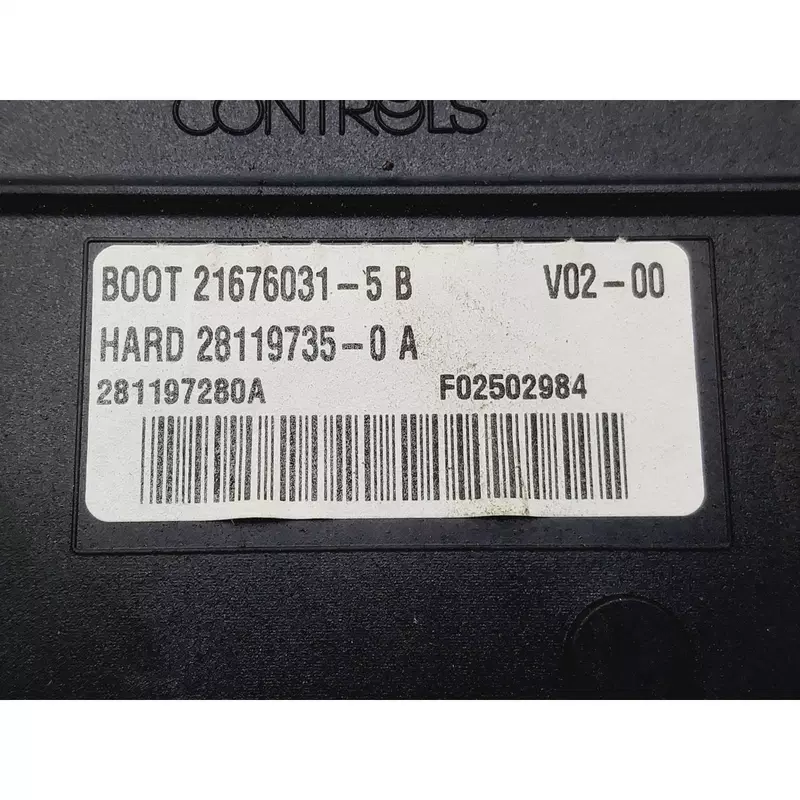 CONTROLS
BOOT 21676031-5 B V02-00
HARD 28119735-0 A
281197280A F02502984